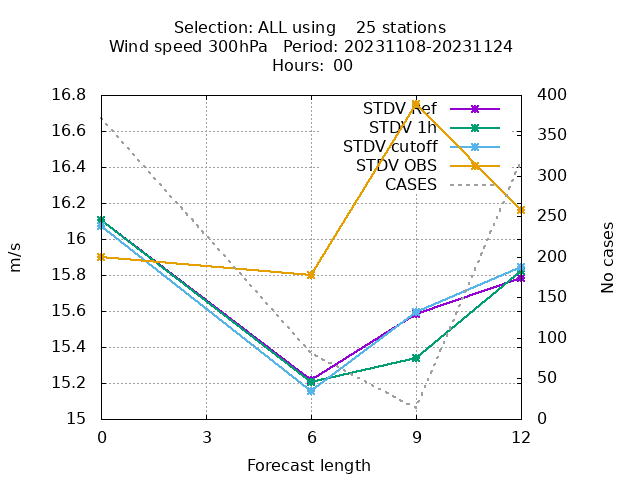 Selection: ALL using    25 stations
Wind speed 300hPa   Period: 20231108-20231124
Hours:  00
16.8
16.6
16.4
16.2
16
15.8
15.6
15.4
15.2
15
m/s
400
350
300
250
200
150
100
50
0
No cases
STDV Ref
STDV 1h
STDV cutoff
STDV OBS
CASES
0 3 6 9 12
Forecast length